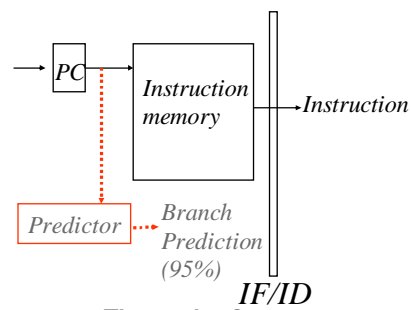 PC
Instruction
memory
Instruction
Predictor
Branch
Prediction
(95%)
IF/ID